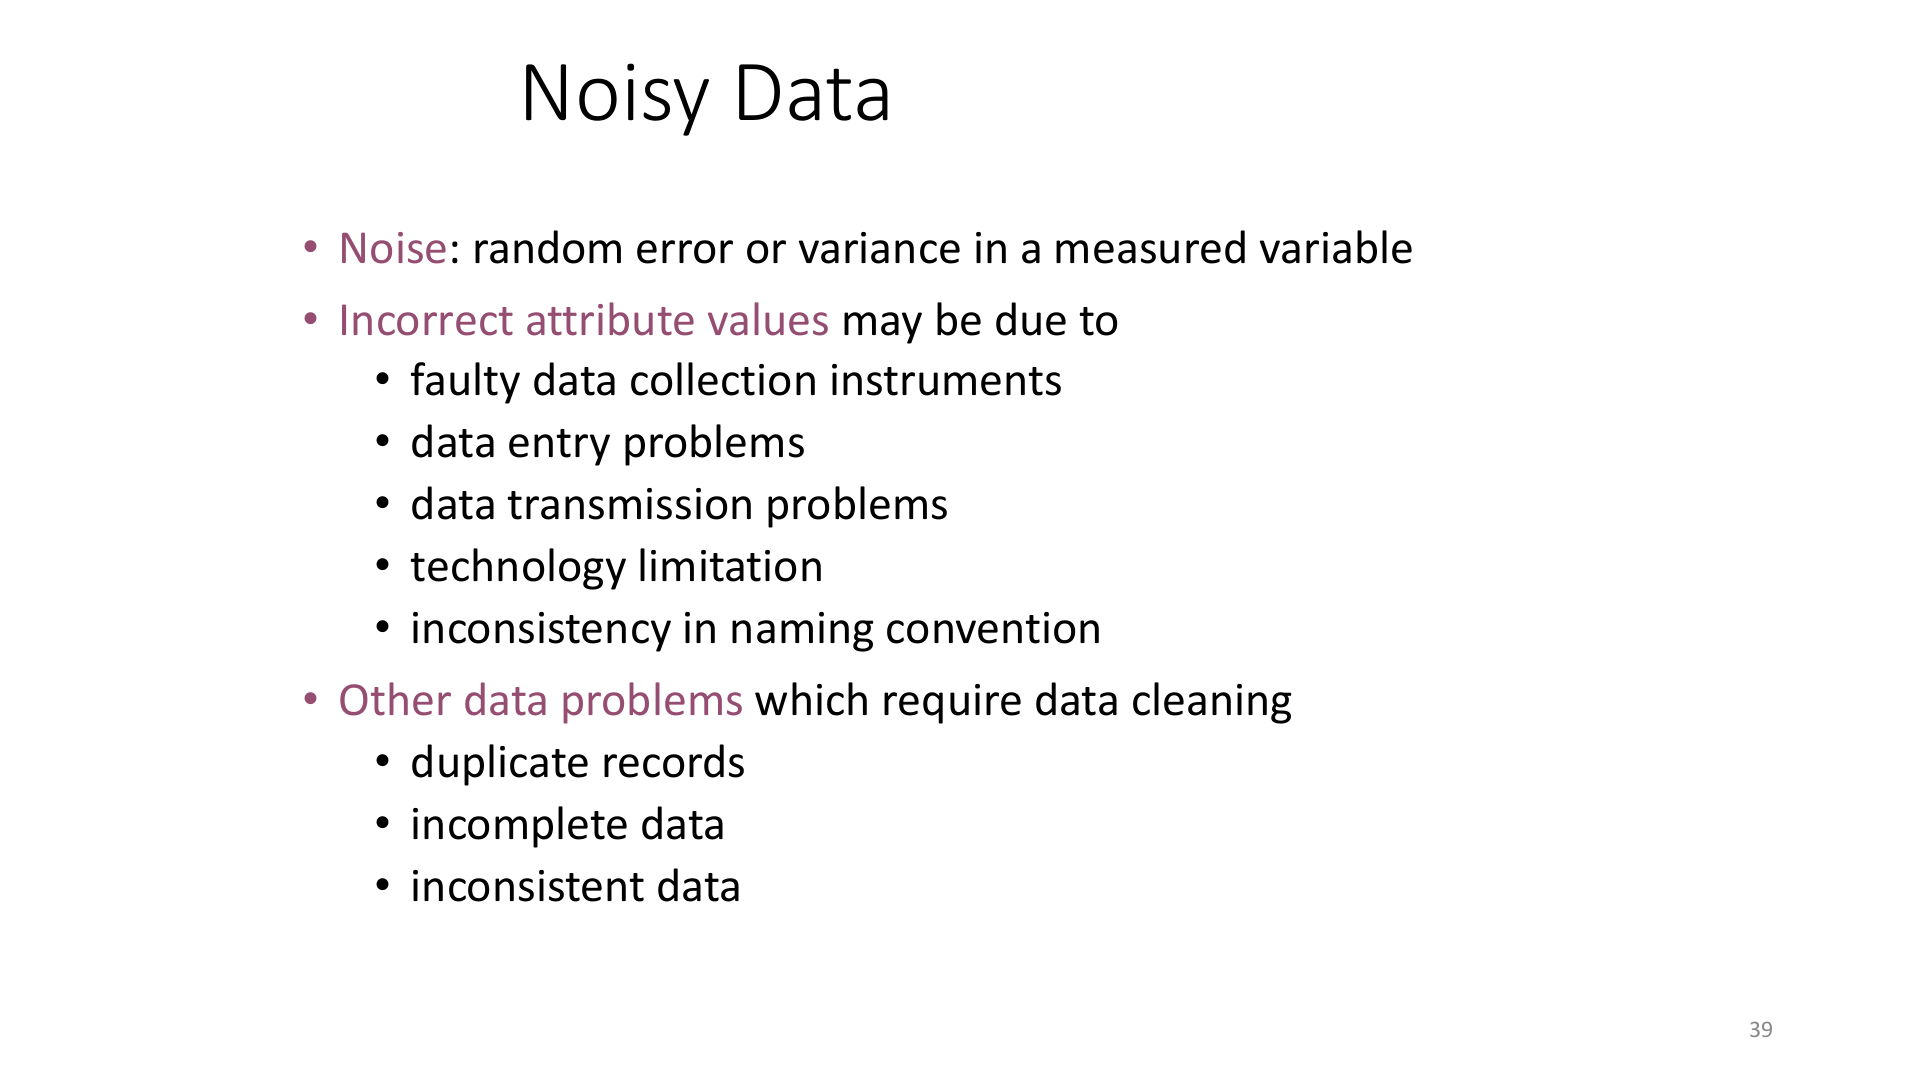 Noisy Data
• Noise: random error or variance in a measured variable
• Incorrect attribute values may be due to
• faulty data collection instruments
• data entry problems
• data transmission problems
• technology limitation
• inconsistency in naming convention
• Other data problems which require data cleaning
• duplicate records
• incomplete data
• inconsistent data
39